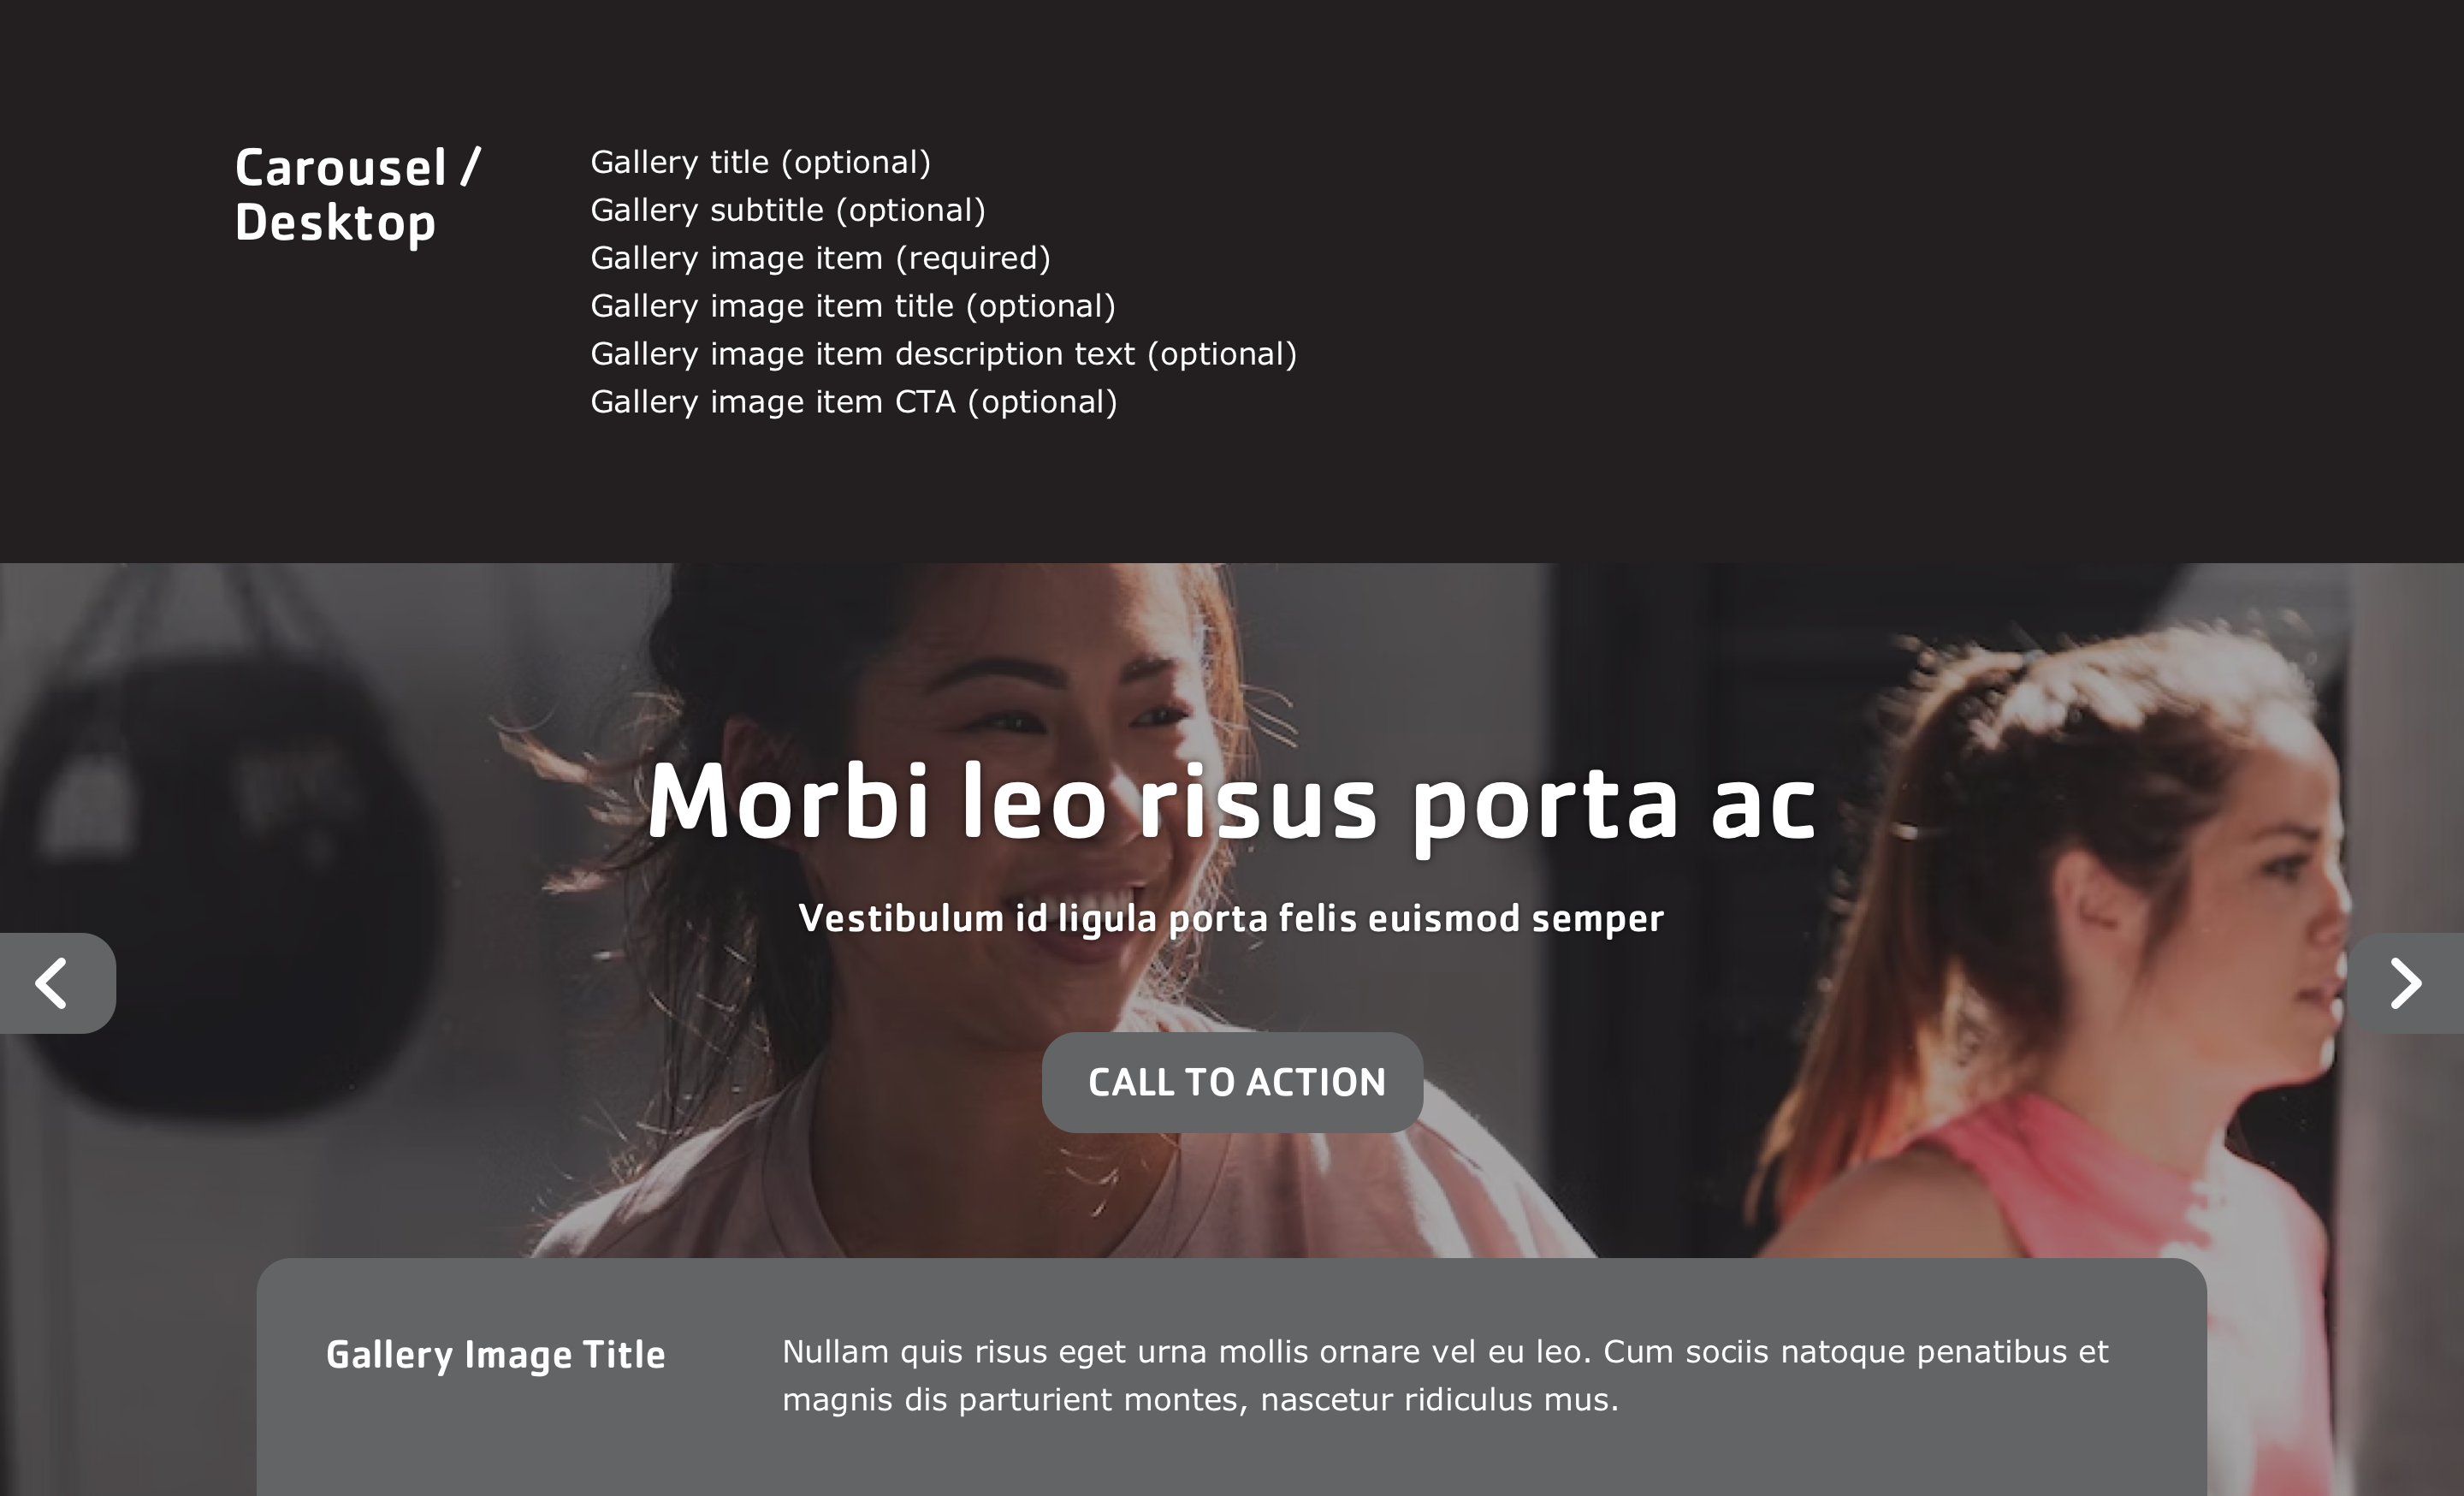 Carousel /
Desktop
Gallery title (optional)
Gallery subtitle (optional)
Gallery image item (required)
Gallery image item title (optional)
Gallery image item description text (optional)
Gallery image item CTA (optional)
Morbi leo risus porta ac
Vestibulum id ligula porta felis euismod semper
CALL TO ACTION
Gallery Image Title
Nullam quis risus eget urna mollis ornare vel eu leo. Cum sociis natoque penatibus et
magnis dis parturient montes, nascetur ridiculus mus.